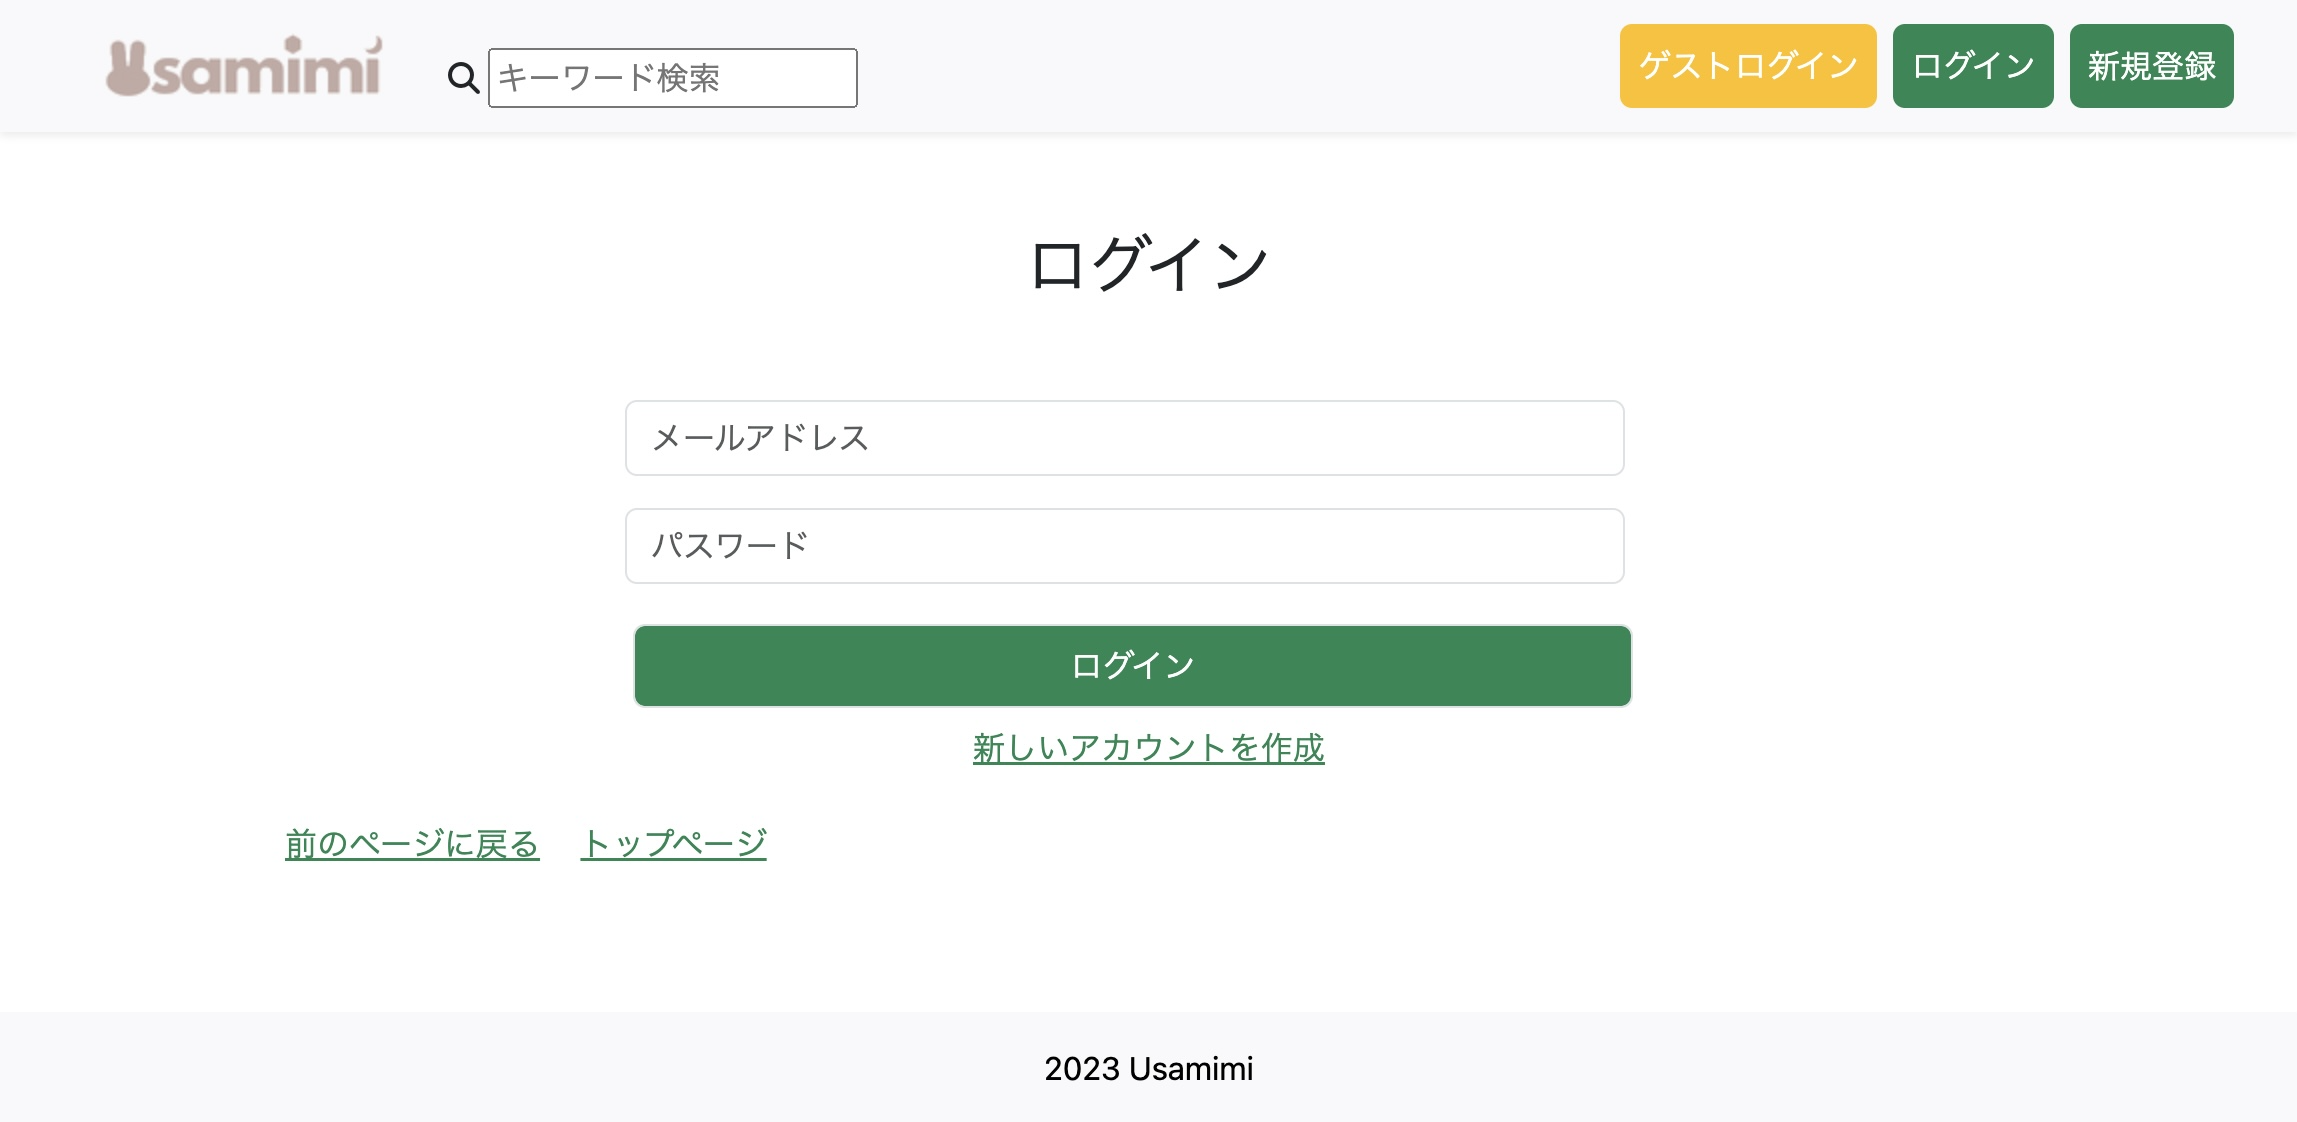 Usamimi
キーワード検索
ゲストログイン
ログイン
新規登録
ログイン
メールアドレス
パスワード
ログイン
新しいアカウントを作成
前のページに戻る
トップページ
2023 Usamimi